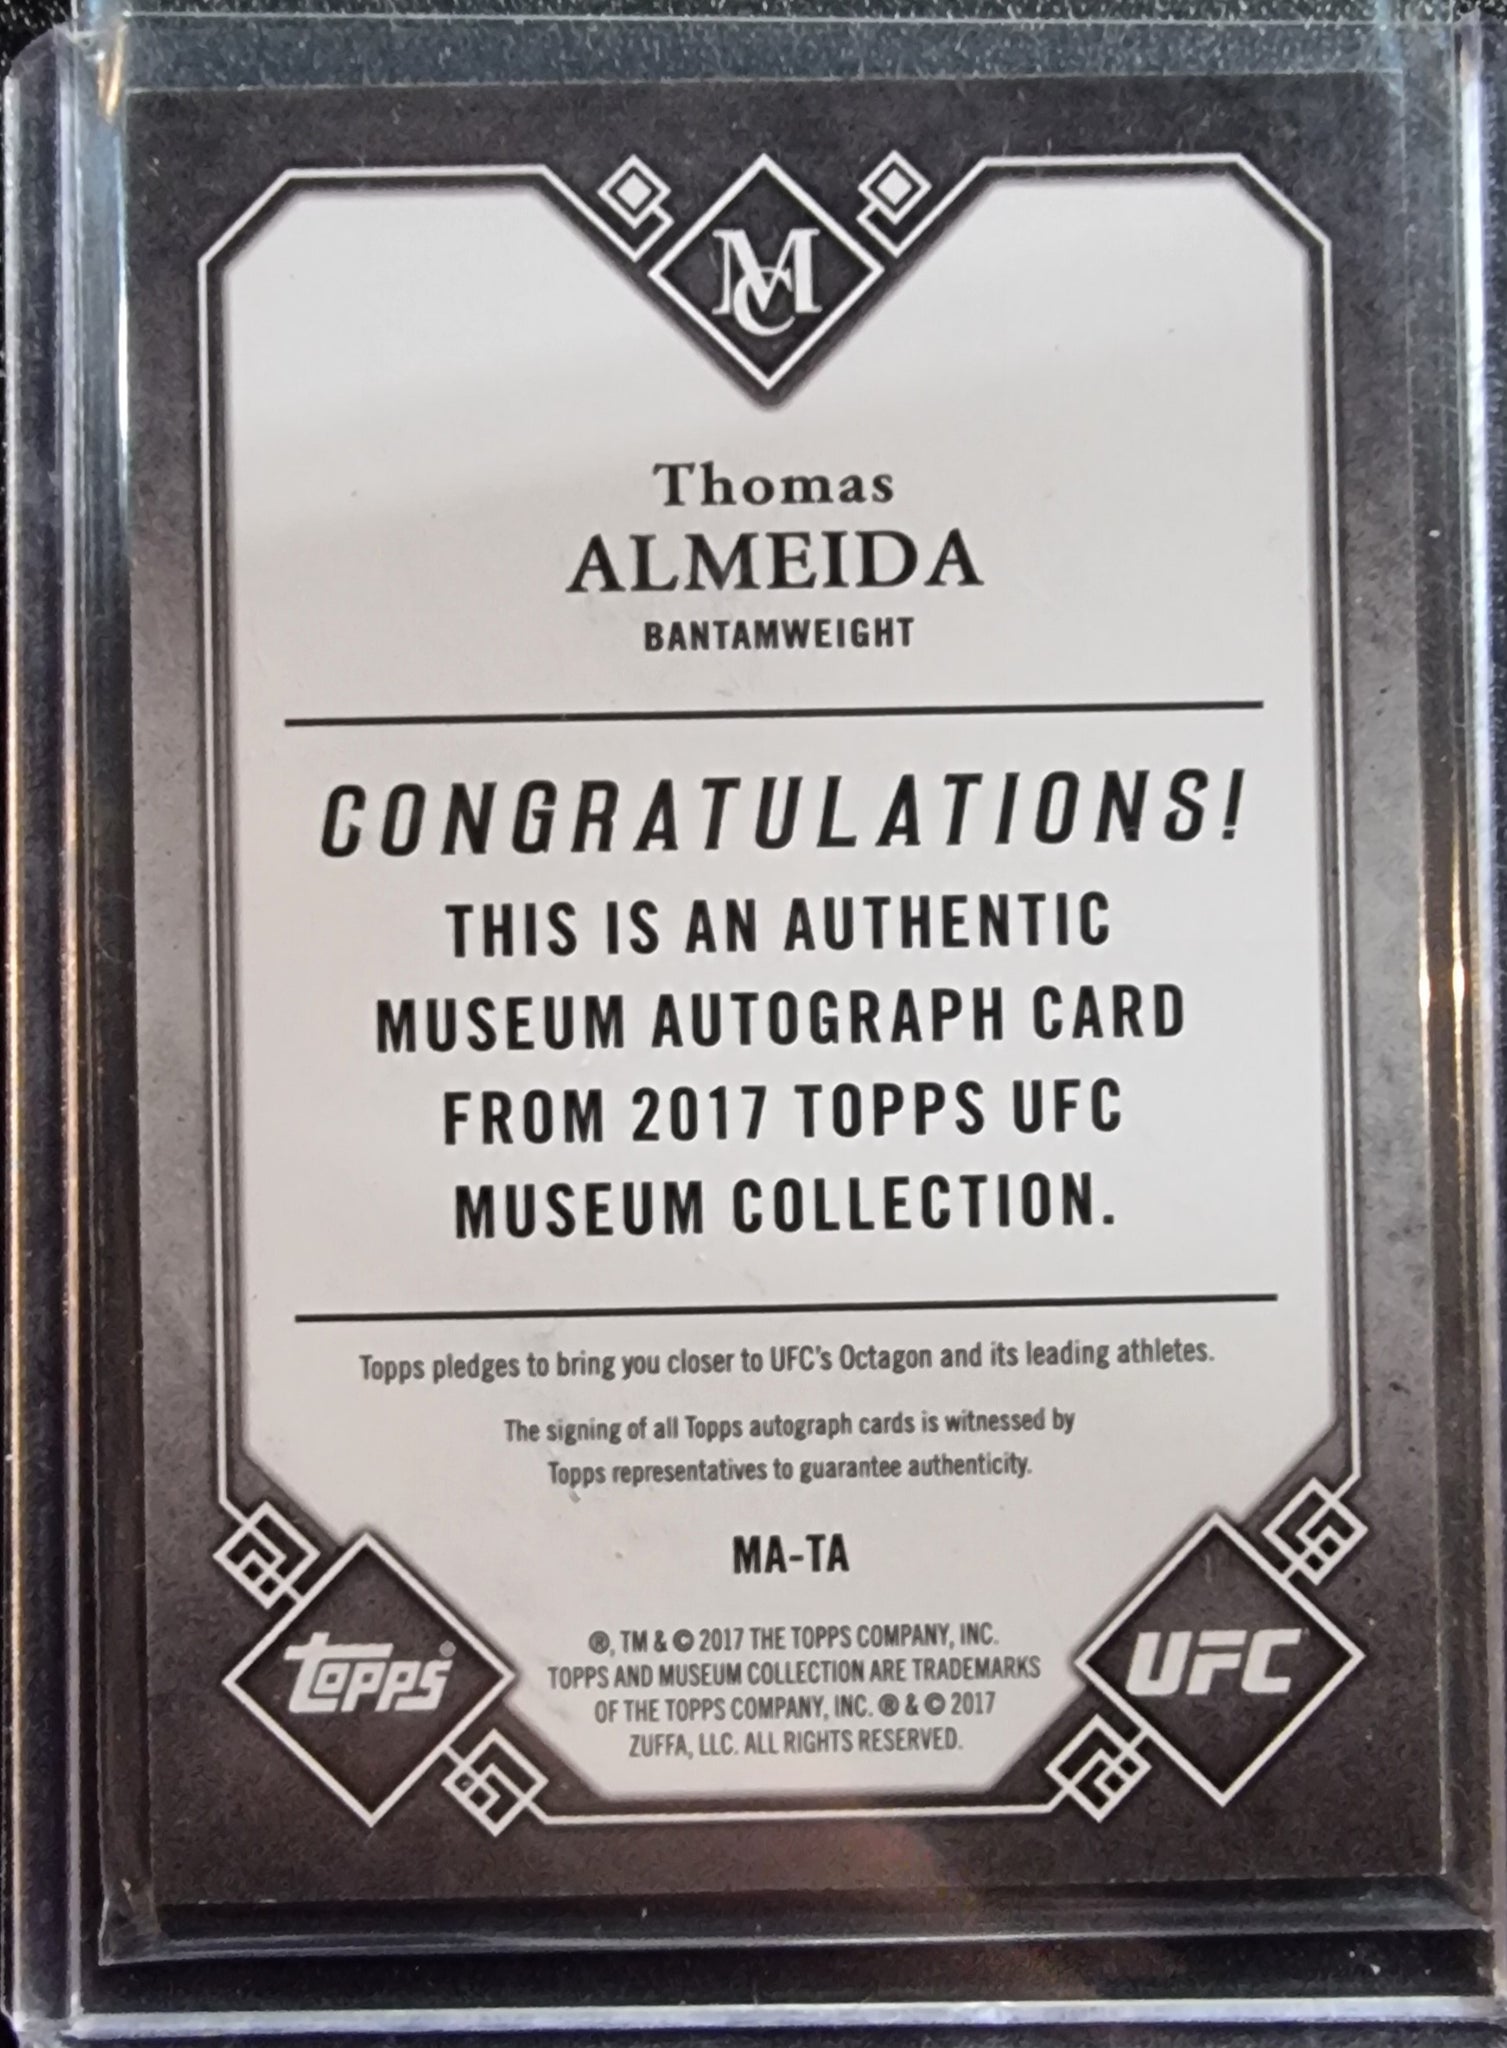 MC
Thomas
ALMEIDA
BANTAMWEIGHT
CONGRATULATIONS!
THIS IS AN AUTHENTIC
MUSEUM AUTOGRAPH CARD
FROM 2017 TOPPS UFC
MUSEUM COLLECTION.
Topps pledges to bring you closer to UFC's Octagon and its leading athletes.
The signing of all Topps autograph cards is witnessed by
Topps representatives to guarantee authenticity.
MA-TA
®, TM & © 2017 THE TOPPS COMPANY, INC.
TOPPS AND MUSEUM COLLECTION ARE TRADEMARKS
OF THE TOPPS COMPANY, INC. ® & © 2017
ZUFFA, LLC. ALL RIGHTS RESERVED.
Topps
UFC